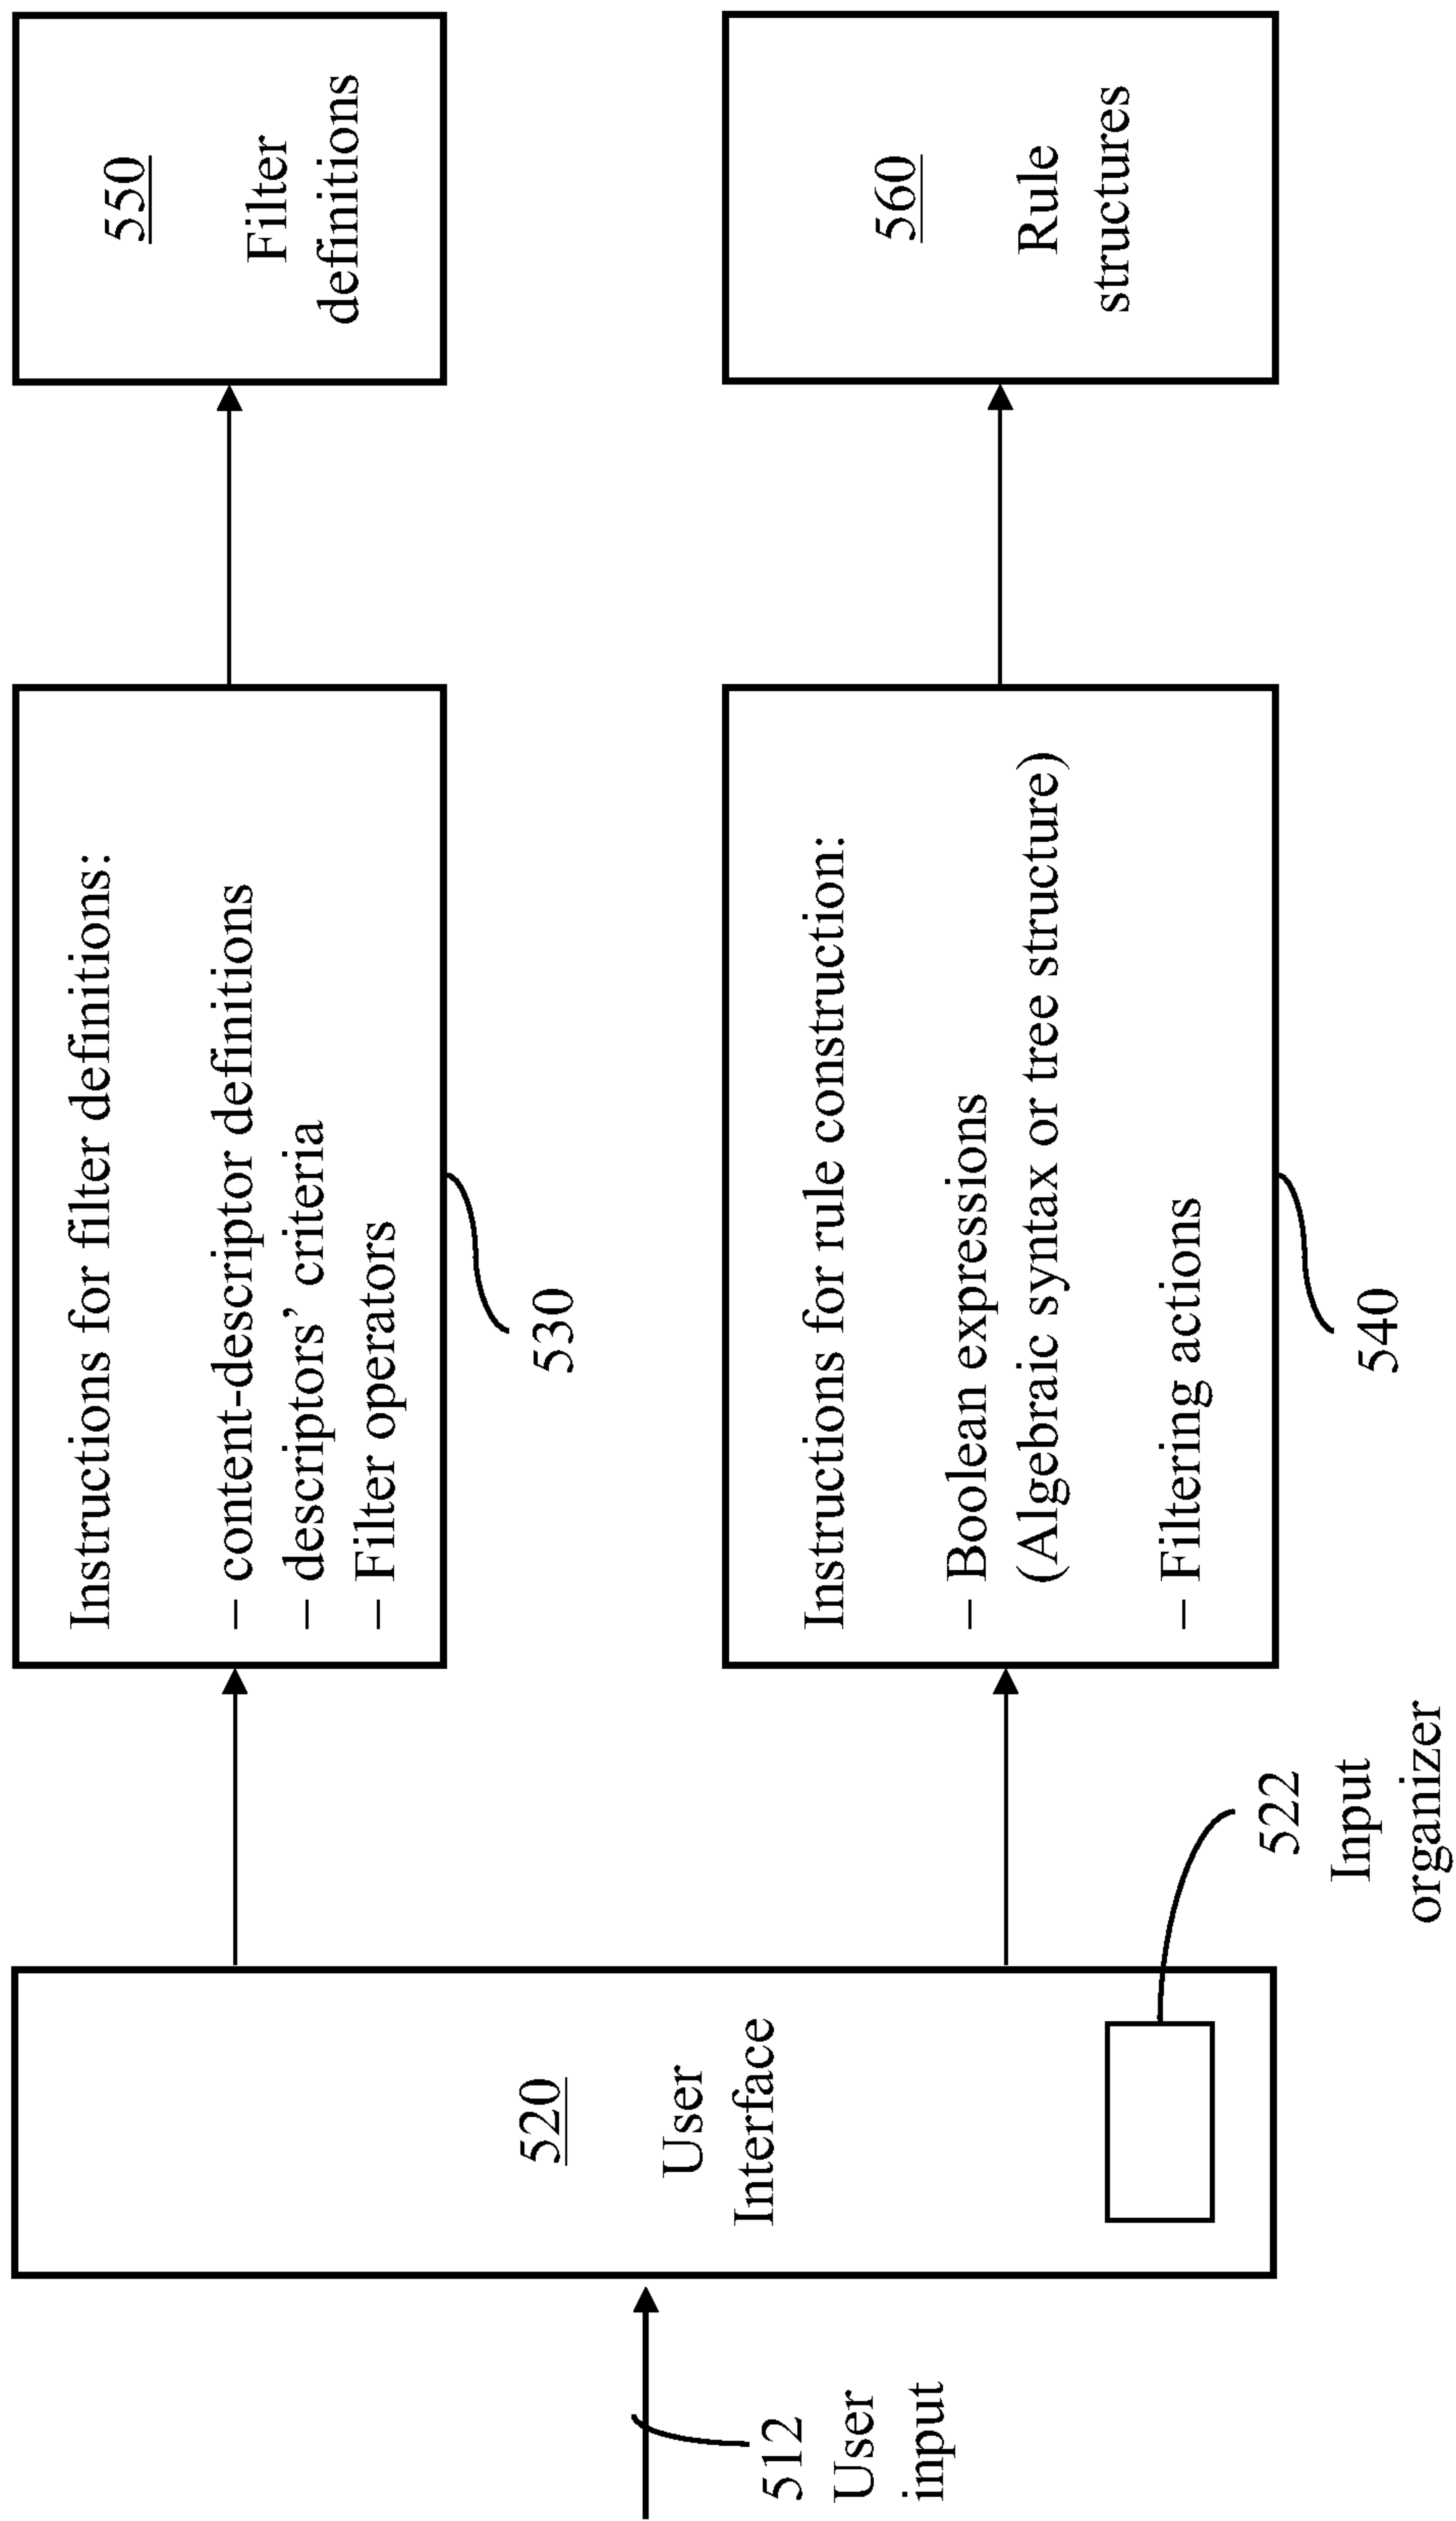 512
User
input
520
User
Interface
522
Input
organizer
Instructions for filter definitions:
– content-descriptor definitions
– descriptors’ criteria
– Filter operators
530
Instructions for rule construction:
– Boolean expressions
(Algebraic syntax or tree structure)
– Filtering actions
540
550
Filter
definitions
560
Rule
structures